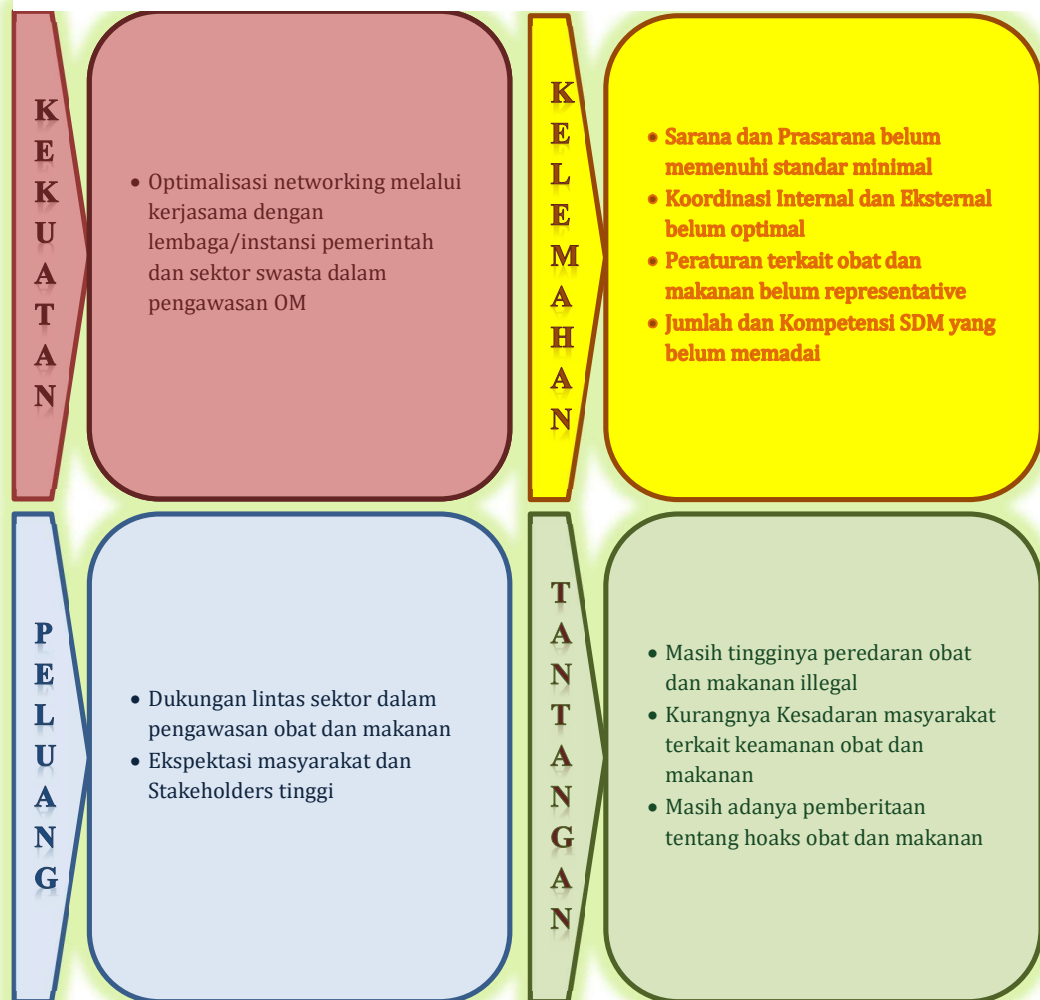 KEKUATAN
• Optimalisasi networking melalui
kerjasama dengan
lembaga/instansi pemerintah
dan sektor swasta dalam
pengawasan OM
KELEMAHAN
• Sarana dan Prasarana belum
memenuhi standar minimal
• Koordinasi Internal dan Eksternal
belum optimal
• Peraturan terkait obat dan
makanan belum representative
• Jumlah dan Kompetensi SDM yang
belum memadai
PELUANG
• Dukungan lintas sektor dalam
pengawasan obat dan makanan
• Ekspektasi masyarakat dan
Stakeholders tinggi
TANTANGAN
• Masih tingginya peredaran obat
dan makanan illegal
• Kurangnya Kesadaran masyarakat
terkait keamanan obat dan
makanan
• Masih adanya pemberitaan
tentang hoaks obat dan makanan